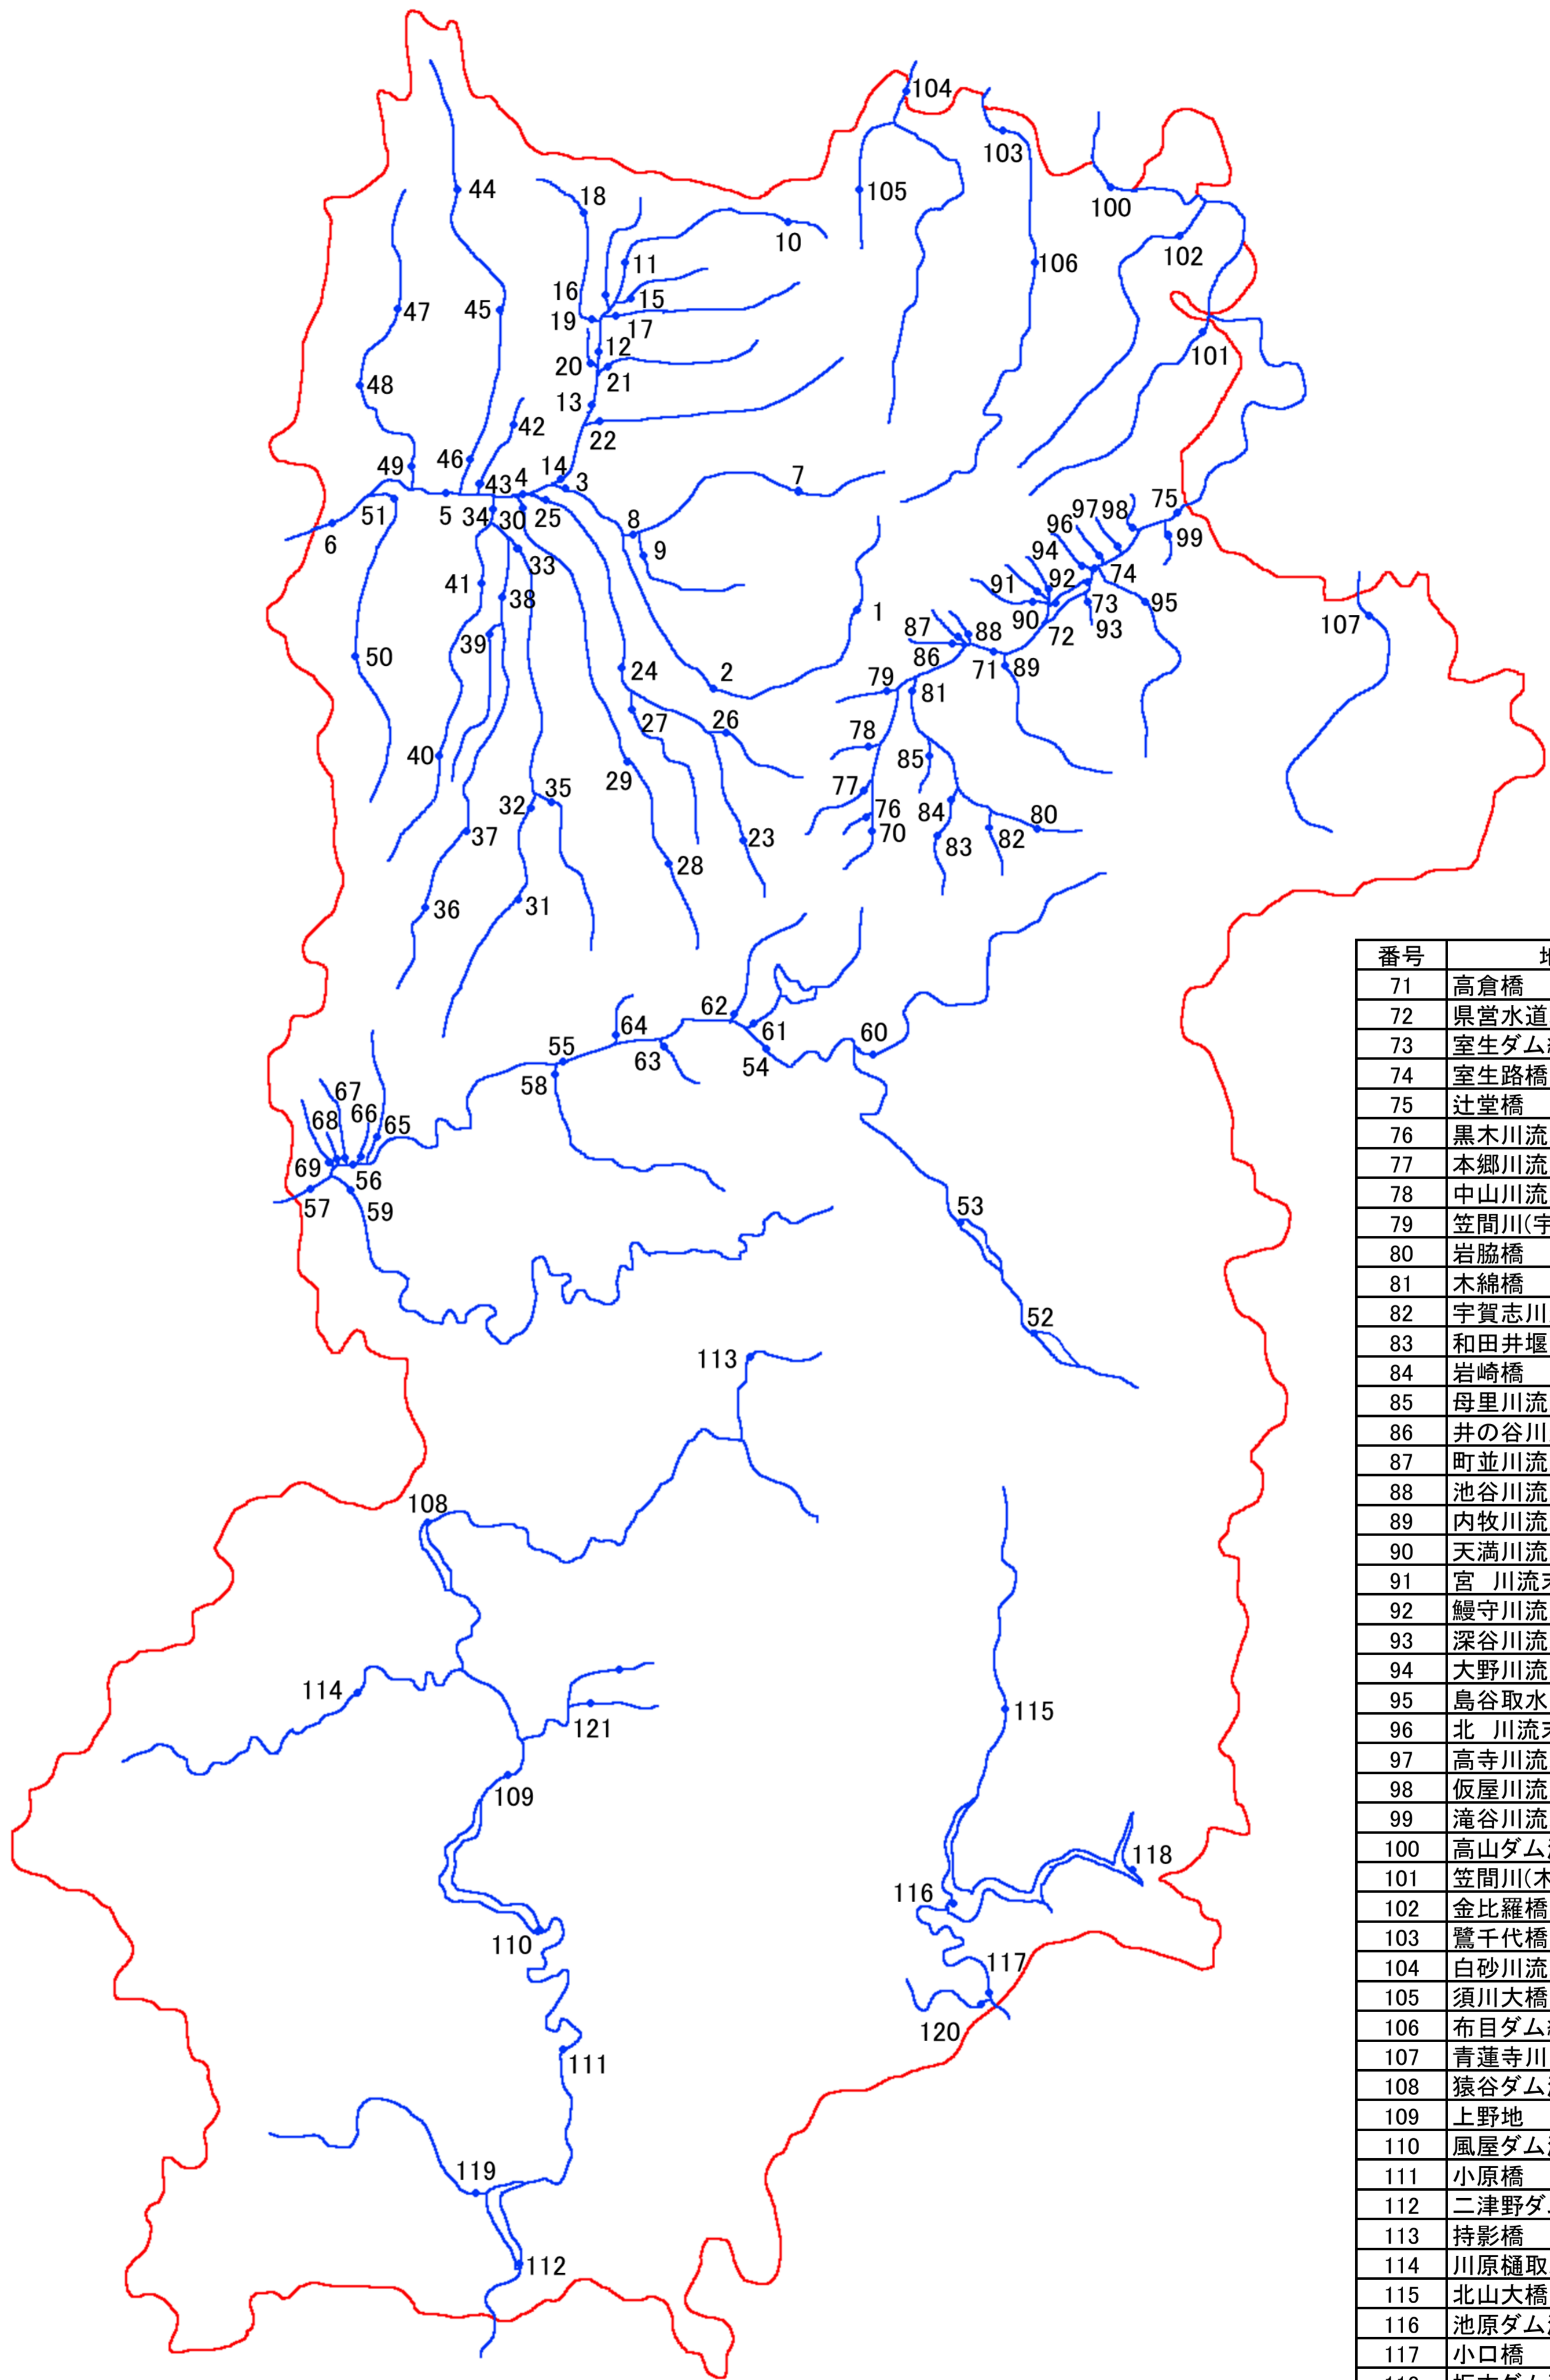 104
103
44
18
105
100
10
102
11
106
16
15
47
45
19
17
12
101
20
21
48
13
42
22
46
49
14
7
43
4
3
97
98
75
51
5
34
30
25
8
96
6
9
99
33
94
74
41
91
92
38
1
73
95
90
93
107
87
88
72
39
86
50
24
71
89
2
79
81
27
26
78
40
85
29
77
35
76
84
80
32
70
37
23
83
82
28
36
31
62
64
61
60
55
63
54
58
67
68
66
65
69
56
57
59
53
52
113
108
114
115
121
109
118
116
110
117
120
111
119
112
番号
71 高倉橋
72 県営水道
73 室生ダム
74 室生路橋
75 辻堂橋
76 黒木川流
77 本郷川流
78 中山川流
79 笠間川(宇
80 岩脇橋
81 木綿橋
82 宇賀志川
83 和田井堰
84 岩崎橋
85 母里川流
86 井の谷川
87 町並川流
88 池谷川流
89 内牧川流
90 天満川流
91 宮 川流
92 鰻守川流
93 深谷川流
94 大野川流
95 島谷取水
96 北 川流
97 高寺川流
98 仮屋川流
99 滝谷川流
100 高山ダム
101 笠間川(木
102 金比羅橋
103 鷺千代橋
104 白砂川流
105 須川大橋
106 布目ダム
107 青蓮寺川
108 猿谷ダム
109 上野地
110 風屋ダム
111 小原橋
112 二津野ダ
113 持影橋
114 川原樋取
115 北山大橋
116 池原ダム
117 小口橋